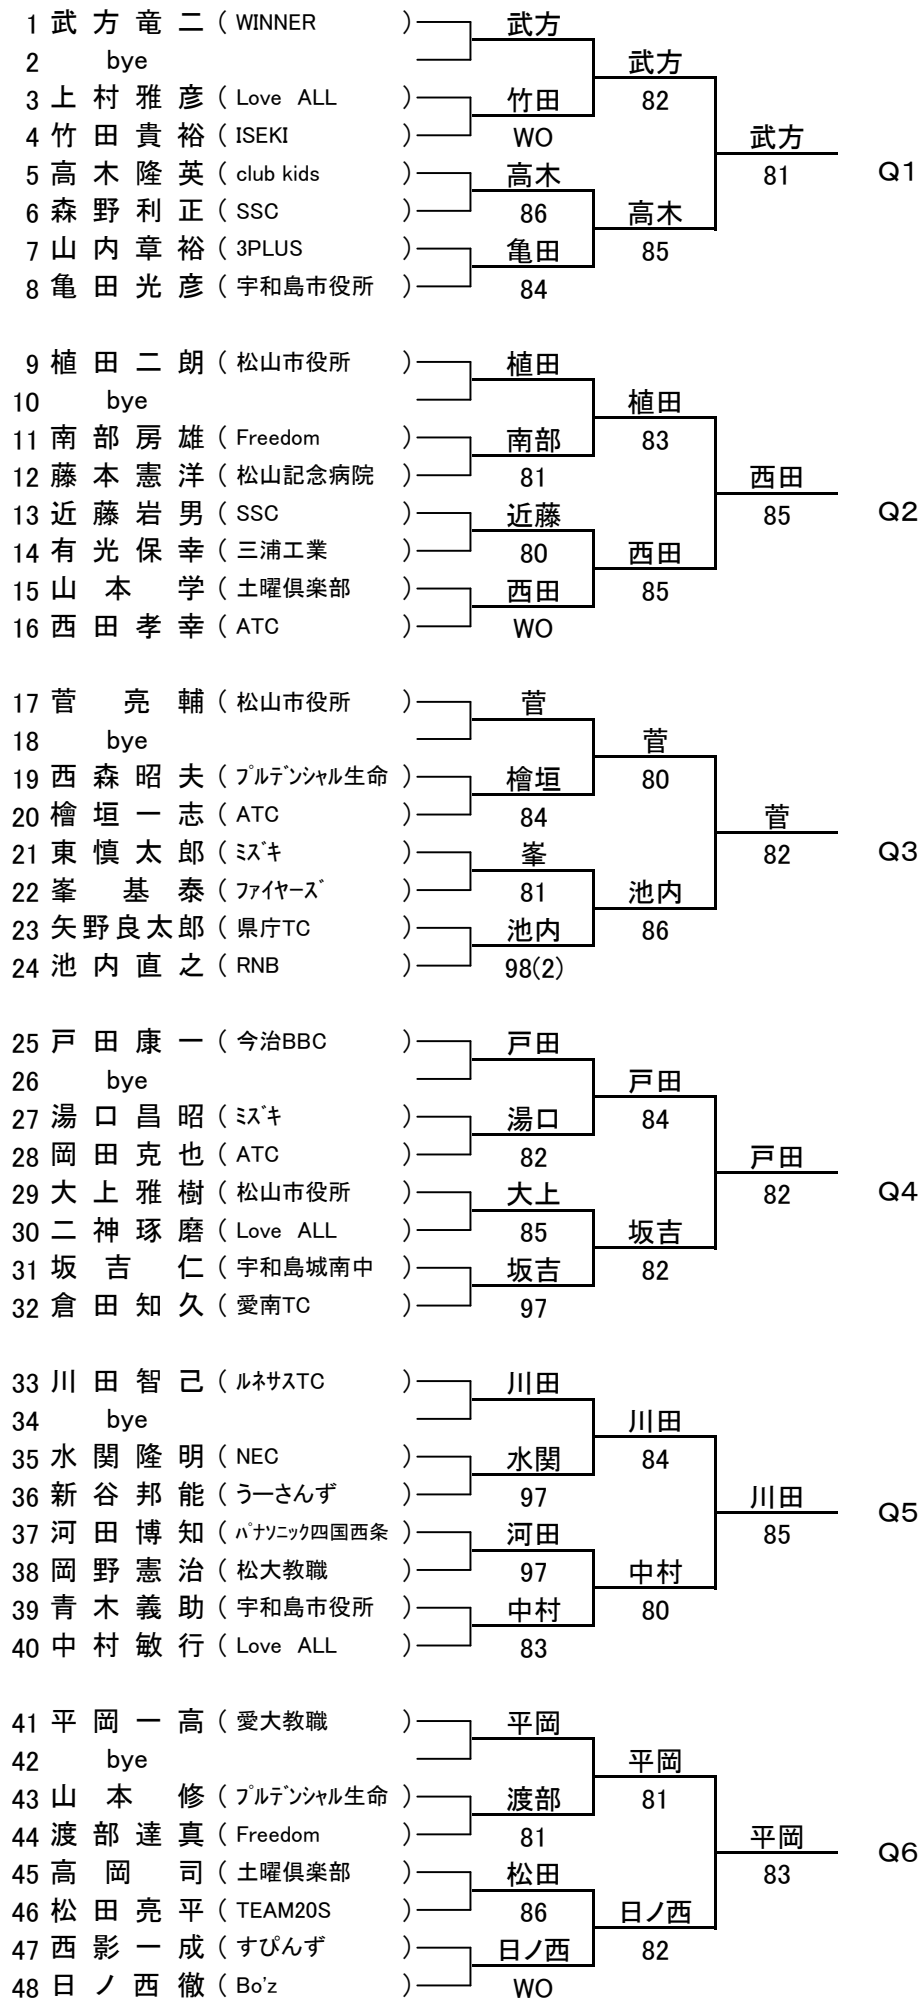 1 武方竜二 ( WINNER ) 武方
2 bye 武方
3 上村雅彦 ( Love ALL ) 竹田 82
4 竹田貴裕 ( ISEKI ) WO 武方
5 高木隆英 ( club kids ) 高木 81 Q1
6 森野利正 ( SSC ) 86 高木
7 山内章裕 ( 3PLUS ) 亀田 85
8 亀田光彦 ( 宇和島市役所 ) 84
9 植田二朗 ( 松山市役所 ) 植田
10 bye 植田
11 南部房雄 ( Freedom ) 南部 83
12 藤本憲洋 ( 松山記念病院 ) 81 西田
13 近藤岩男 ( SSC ) 近藤 85 Q2
14 有光保幸 ( 三浦工業 ) 80 西田
15 山本学 ( 土曜倶楽部 ) 西田 85
16 西田孝幸 ( ATC ) WO
17 菅亮輔 ( 松山市役所 ) 菅
18 bye 菅
19 西森昭夫 ( プルデンシャル生命 ) 檜垣 80
20 檜垣一志 ( ATC ) 84 菅
21 東慎太郎 ( ミズキ ) 峯 82 Q3
22 峯基泰 ( ファイヤーズ ) 81 池内
23 矢野良太郎 ( 県庁TC ) 池内 86
24 池内直之 ( RNB ) 98(2)
25 戸田康一 ( 今治BBC ) 戸田
26 bye 戸田
27 湯口昌昭 ( ミズキ ) 湯口 84
28 岡田克也 ( ATC ) 82 戸田
29 大上雅樹 ( 松山市役所 ) 大上 82 Q4
30 二神琢磨 ( Love ALL ) 85 坂吉
31 坂吉仁 ( 宇和島城南中 ) 坂吉 82
32 倉田知久 ( 愛南TC ) 97
33 川田智己 ( ルネサスTC ) 川田
34 bye 川田
35 水関隆明 ( NEC ) 水関 84
36 新谷邦能 ( うーさんず ) 97 川田
37 河田博知 ( パナソニック四国西条 ) 河田 85 Q5
38 岡野憲治 ( 松大教職 ) 97 中村
39 青木義助 ( 宇和島市役所 ) 中村 80
40 中村敏行 ( Love ALL ) 83
41 平岡一高 ( 愛大教職 ) 平岡
42 bye 平岡
43 山本修 ( プルデンシャル生命 ) 渡部 81
44 渡部達真 ( Freedom ) 81 平岡
45 高岡司 ( 土曜倶楽部 ) 松田 83 Q6
46 松田亮平 ( TEAM20S ) 86 日ノ西
47 西影一成 ( すぴんず ) 日ノ西 82
48 日ノ西徹 ( Bo'z ) WO